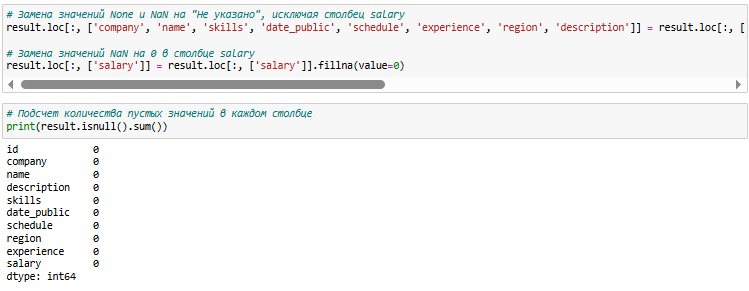 # Замена значений None и NaN на "Не указано", исключая столбец salary
result.loc[:, ['company', 'name', 'skills', 'date_public', 'schedule', 'experience', 'region', 'description']] = result.loc[:, [
# Замена значений NaN на 0 в столбце salary
result.loc[:, ['salary']] = result.loc[:, ['salary']].fillna(value=0)
# Подсчет количества пустых значений в каждом столбце
print(result.isnull().sum())
id 0
company 0
name 0
description 0
skills 0
date_public 0
schedule 0
region 0
experience 0
salary 0
dtype: int64